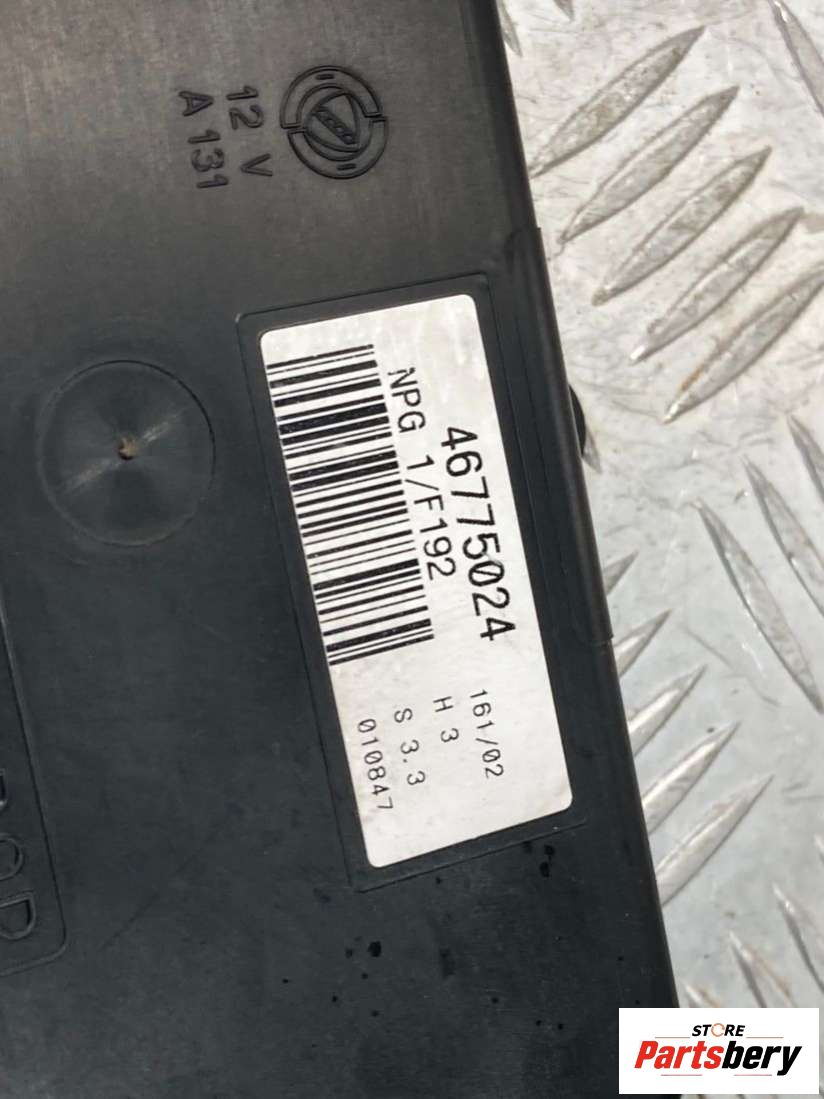 12 V
A 131
46775024
NPG 1/F192
161/02
H 3
S 3.3
010847
STORE
Partsbery